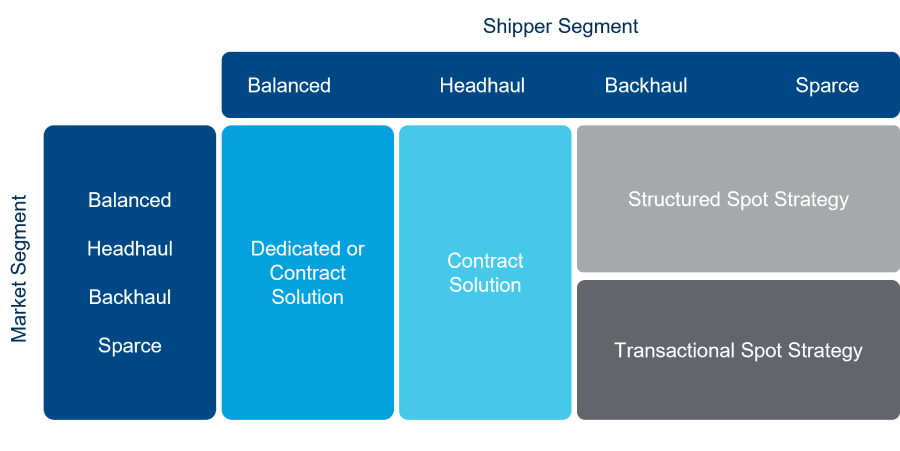 Shipper Segment
Balanced Headhaul Backhaul Sparce
Market Segment
Balanced
Headhaul
Backhaul
Sparce
Dedicated or
Contract
Solution
Contract
Solution
Structured Spot Strategy
Transactional Spot Strategy